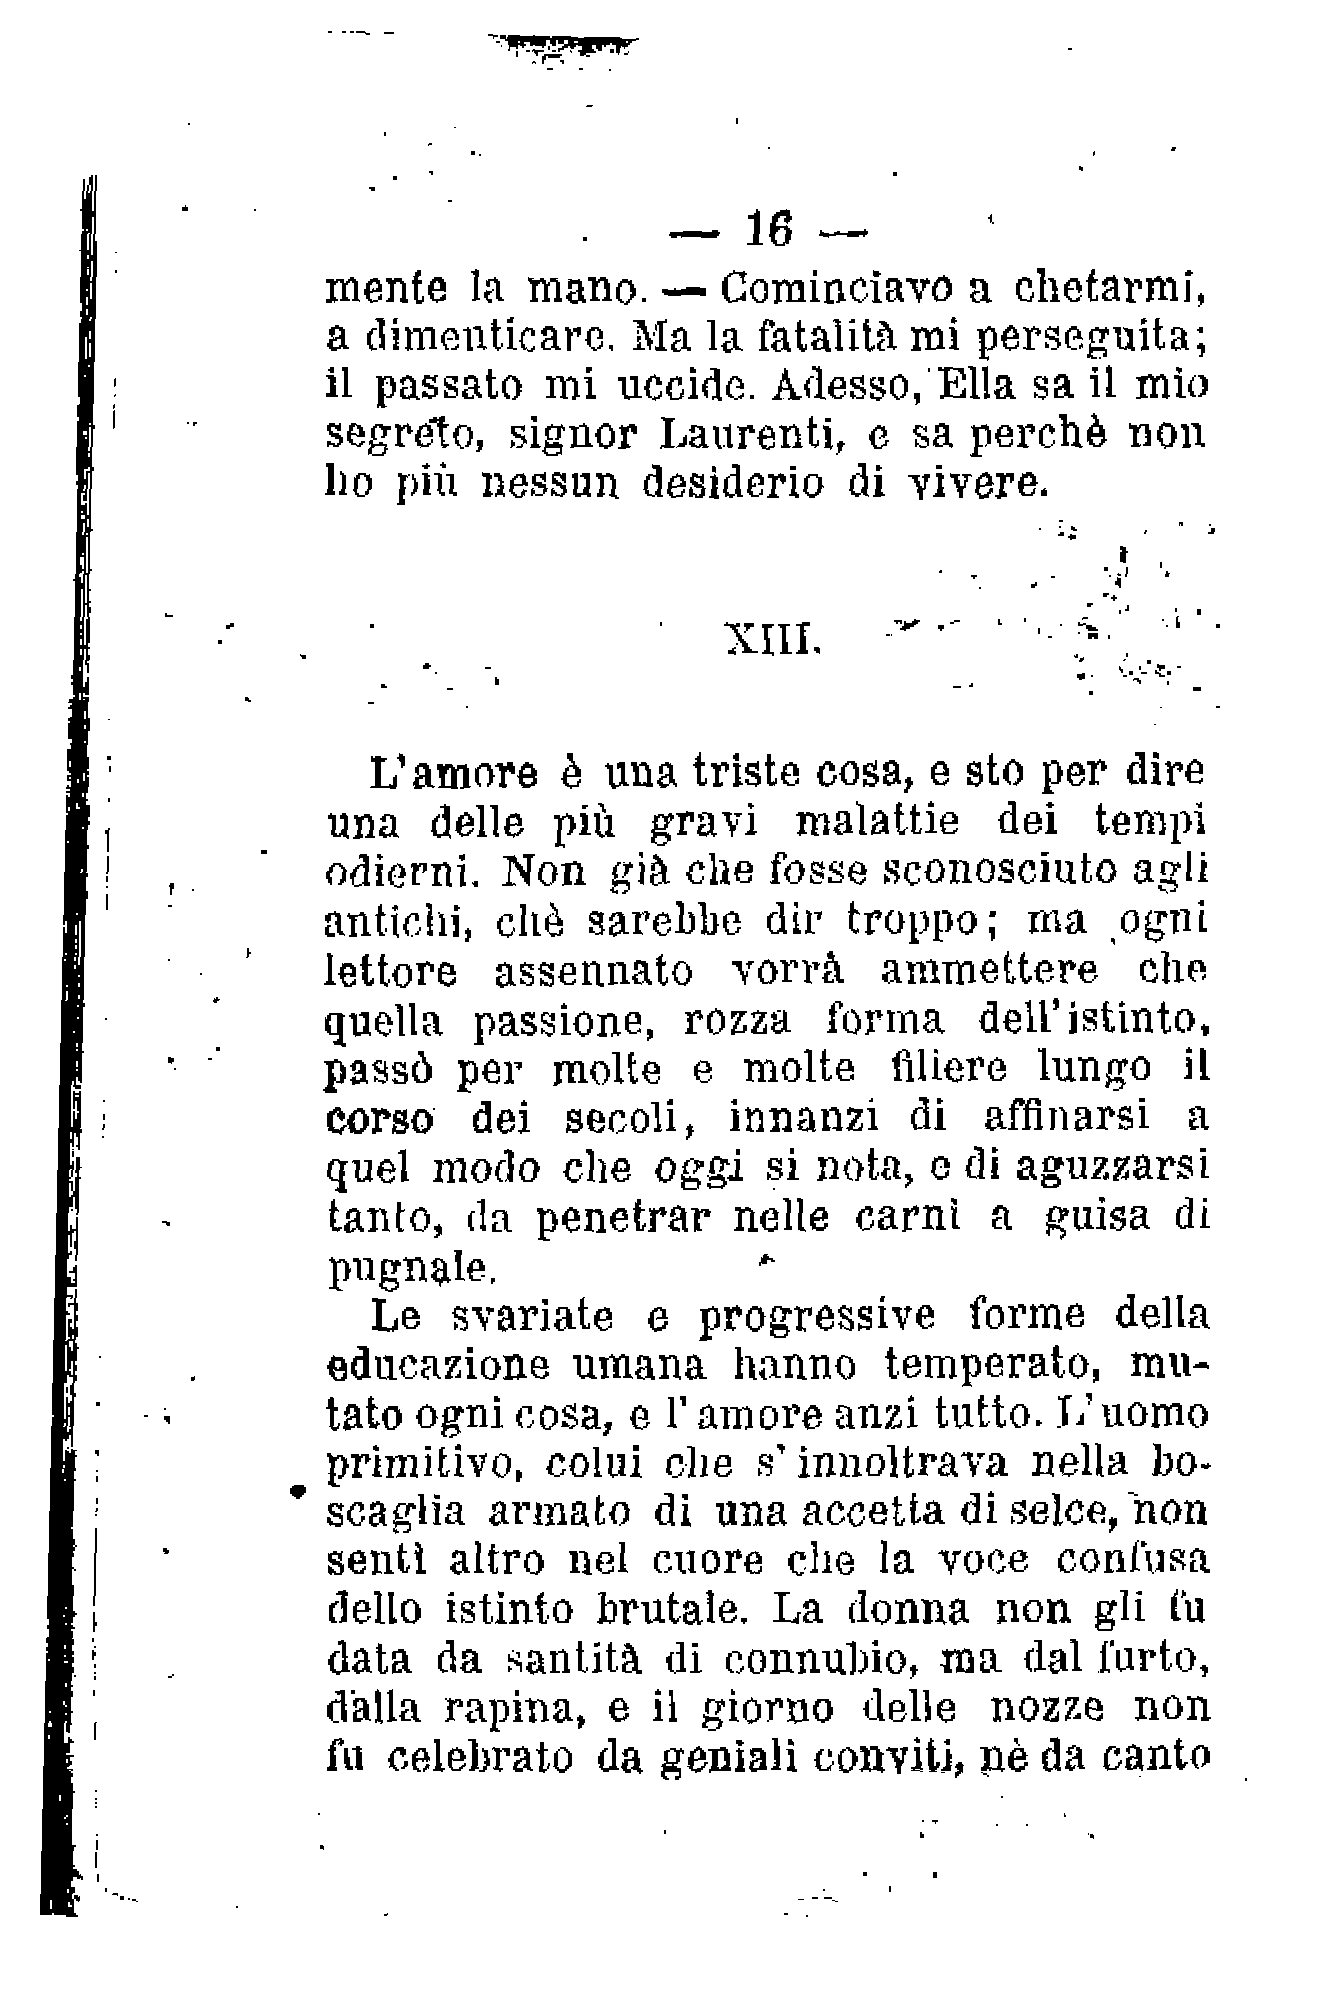 — 16 —
mente la mano. — Cominciavo a chetarmi,
a dimenticare. Ma la fatalità mi perseguita;
il passato mi uccide. Adesso, Ella sa il mio
segreto, signor Laurenti, e sa perchè non
ho più nessun desiderio di vivere.
XIII.
L'amore è una triste cosa, e sto per dire
una delle più gravi malattie dei tempi
odierni. Non già che fosse sconosciuto agli
antichi, chè sarebbe dir troppo; ma ogni
lettore assennato vorrà ammettere che
quella passione, rozza forma dell'istinto,
passò per molte e molte filiere lungo il
corso dei secoli, innanzi di affinarsi a
quel modo che oggi si nota, e di aguzzarsi
tanto, da penetrar nelle carni a guisa di
pugnale.
Le svariate e progressive forme della
educazione umana hanno temperato, mu-
tato ogni cosa, e l'amore anzi tutto. L'uomo
primitivo, colui che s'innoltrava nella bo-
scaglia armato di una accetta di selce, non
sentì altro nel cuore che la voce confusa
dello istinto brutale. La donna non gli fu
data da santità di connubio, ma dal furto,
dalla rapina, e il giorno delle nozze non
fu celebrato da geniali conviti, nè da canto